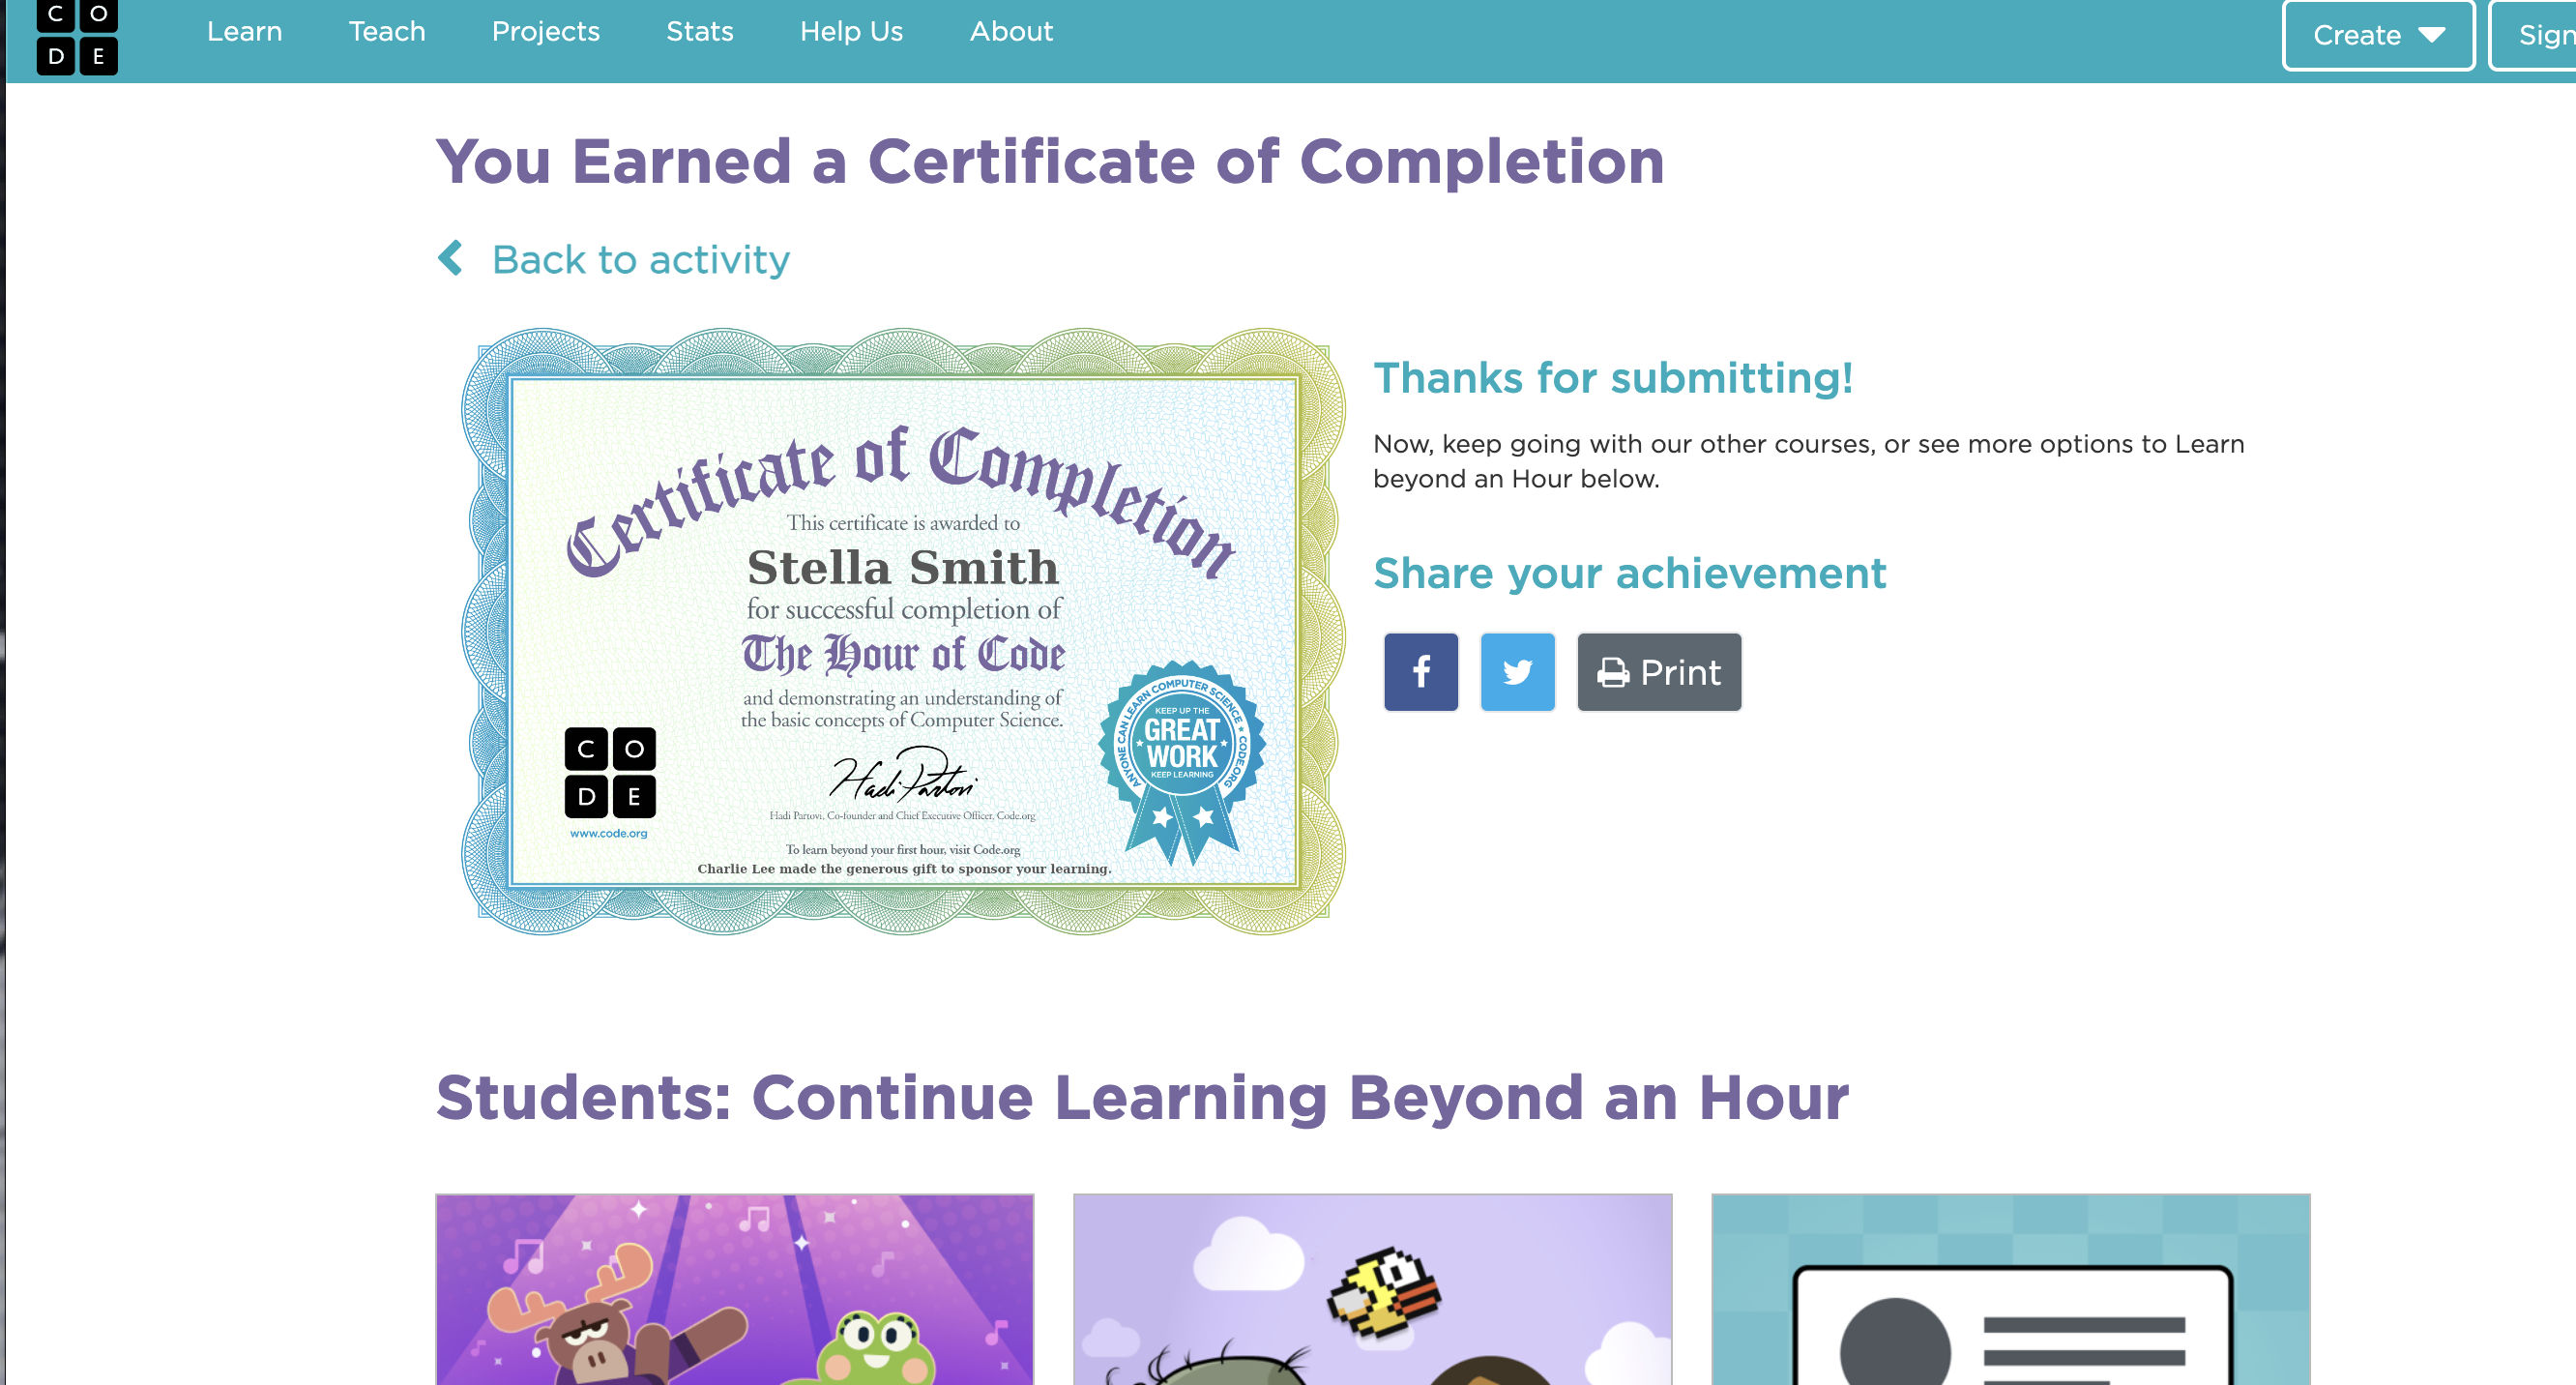 C O
D E
Learn Teach Projects Stats Help Us About Create Sign
You Earned a Certificate of Completion
Back to activity
Certificate of Completion
This certificate is awarded to
Stella Smith
for successful completion of
The Hour of Code
and demonstrating an understanding of
the basic concepts of Computer Science.
Hadi Partovi
Hadi Partovi, Co-founder and Chief Executive Officer, Code.org
To learn beyond your first hour, visit Code.org
Charlie Lee made the generous gift to sponsor your learning.
C O
D E
www.code.org
ANYONE CAN LEARN COMPUTER SCIENCE ★ CODE.ORG
KEEP UP THE
GREAT
WORK
KEEP LEARNING
Thanks for submitting!
Now, keep going with our other courses, or see more options to Learn
beyond an Hour below.
Share your achievement
f Print
Students: Continue Learning Beyond an Hour